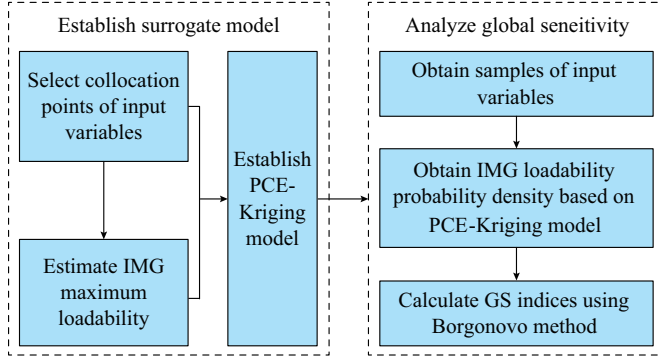 Establish surrogate model
Select collocation
points of input
variables
Estimate IMG
maximum
loadability
Establish
PCE-
Kriging
model
Analyze global seneitivity
Obtain samples of input
variables
Obtain IMG loadability
probability density based on
PCE-Kriging model
Calculate GS indices using
Borgonovo method